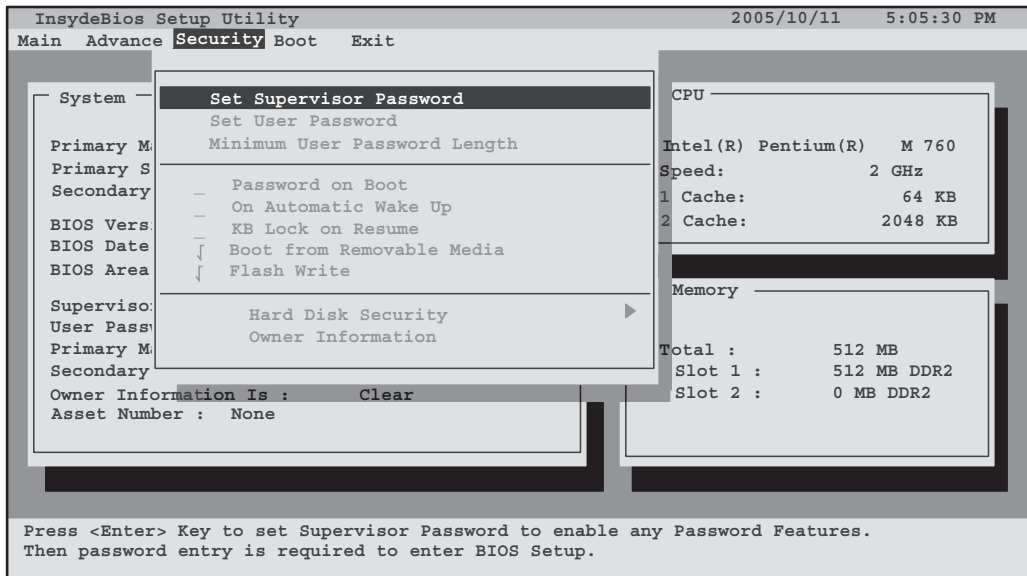 InsydeBios Setup Utility 2005/10/11 5:05:30 PM
Main Advance Security Boot Exit
System
Primary M
Primary S
Secondary
BIOS Vers
BIOS Date
BIOS Area
Superviso
User Pass
Primary M
Secondary
Owner Information Is : Clear
Asset Number : None
Set Supervisor Password
Set User Password
Minimum User Password Length
_ Password on Boot
_ On Automatic Wake Up
_ KB Lock on Resume
√ Boot from Removable Media
√ Flash Write
Hard Disk Security
Owner Information
CPU
Intel(R) Pentium(R) M 760
Speed: 2 GHz
1 Cache: 64 KB
2 Cache: 2048 KB
Memory
Total : 512 MB
Slot 1 : 512 MB DDR2
Slot 2 : 0 MB DDR2
Press <Enter> Key to set Supervisor Password to enable any Password Features.
Then password entry is required to enter BIOS Setup.